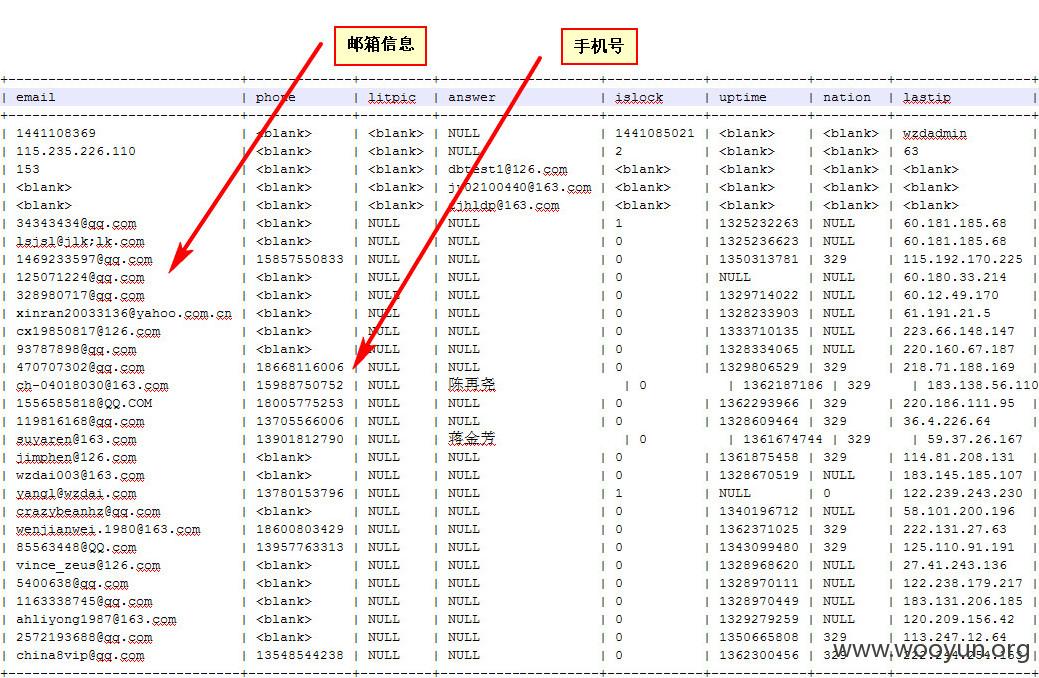 邮箱信息
手机号
| email | phone | litpic | answer | islock | uptime | nation | lastip |
| 1441108369 | <blank> | <blank> | NULL | 1441085021 | <blank> | <blank> | wzdadmin |
| 115.235.226.110 | <blank> | <blank> | NULL | 2 | <blank> | <blank> | 63 |
| 153 | <blank> | <blank> | dbtest1@126.com | <blank> | <blank> | <blank> | <blank> |
| <blank> | <blank> | <blank> | jy02100440@163.com | <blank> | <blank> | <blank> | <blank> |
| <blank> | <blank> | <blank> | @163.com | <blank> | <blank> | <blank> | <blank> |
| 34343434@qq.com | <blank> | NULL | NULL | 1 | 1325232263 | NULL | 60.181.185.68 |
| lsjsl@jlk;lk.com | <blank> | NULL | NULL | 0 | 1325236623 | NULL | 60.181.185.68 |
| 1469233597@qq.com | 15857550833 | NULL | NULL | 0 | 1350313781 | 329 | 115.192.170.225 |
| 125071224@qq.com | <blank> | NULL | NULL | 0 | NULL | NULL | 60.180.33.214 |
| 328980717@qq.com | <blank> | NULL | NULL | 0 | 1329714022 | NULL | 60.12.49.170 |
| xinran20033136@yahoo.com.cn | <blank> | NULL | NULL | 0 | 1328233903 | NULL | 61.191.21.5 |
| cx19850817@126.com | <blank> | NULL | NULL | 0 | 1333710135 | NULL | 223.66.148.147 |
| 93787898@qq.com | <blank> | NULL | NULL | 0 | 1328334065 | NULL | 220.160.67.187 |
| 470707302@qq.com | 18668116006 | NULL | NULL | 0 | 1329806529 | 329 | 218.71.188.169 |
| ch-04018030@163.com | 15988750752 | NULL | 陈再尧 | 0 | 1362187186 | 329 | 183.138.56.110
| 1556585818@QQ.COM | 18005775253 | NULL | NULL | 0 | 1362293966 | 329 | 220.186.111.95 |
| 119816168@qq.com | 13705566006 | NULL | NULL | 0 | 1328609464 | 329 | 36.4.226.64 |
| suyaren@163.com | 13901812790 | NULL | 蒋金芳 | 0 | 1361674744 | 329 | 59.37.26.167 |
| jimphen@126.com | <blank> | NULL | NULL | 0 | 1361875458 | 329 | 114.81.208.131 |
| wzdai003@163.com | <blank> | NULL | NULL | 0 | 1328670519 | NULL | 183.145.185.107 |
| yangl@wzdai.com | 13780153796 | NULL | NULL | 1 | NULL | 0 | 122.239.243.230 |
| crazybeanhz@qq.com | <blank> | NULL | NULL | 0 | 1340196712 | NULL | 58.101.200.196 |
| wenjianwei.1980@163.com | 18600803429 | NULL | NULL | 0 | 1362371025 | 329 | 222.131.27.63 |
| 85563448@QQ.com | 13957763313 | NULL | NULL | 0 | 1343099480 | 329 | 125.110.91.191 |
| vince_zeus@126.com | <blank> | NULL | NULL | 0 | 1328968620 | NULL | 27.41.243.136 |
| 5400638@qq.com | <blank> | NULL | NULL | 0 | 1328970111 | NULL | 122.238.179.217 |
| 1163338745@qq.com | <blank> | NULL | NULL | 0 | 1328970449 | NULL | 183.131.206.185 |
| ahliyong1987@163.com | <blank> | NULL | NULL | 0 | 1329279259 | NULL | 120.209.156.42 |
| 2572193688@qq.com | <blank> | NULL | NULL | 0 | 1350665808 | 329 | 113.247.12.64 |
| china8vip@qq.com | 13548544238 | NULL | NULL | 0 | 1362300456 | 329 | |
www.wooyun.org